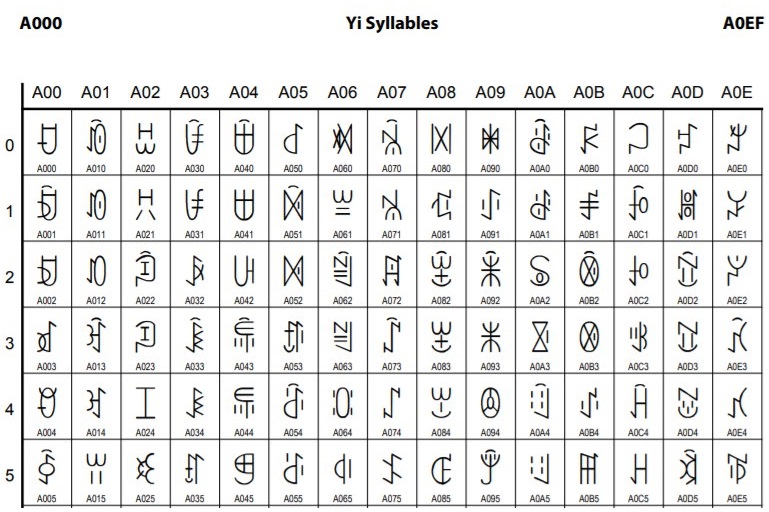 A000 Yi Syllables A0EF
A00 A01 A02 A03 A04 A05 A06 A07 A08 A09 A0A A0B A0C A0D A0E
0 ꀀ ꀐ ꀠ ꀰ ꁀ ꁐ ꁠ ꁰ ꂀ ꂐ ꂠ ꂰ ꃀ ꃐ ꃠ
A000 A010 A020 A030 A040 A050 A060 A070 A080 A090 A0A0 A0B0 A0C0 A0D0 A0E0
1 ꀁ ꀑ ꀡ ꀱ ꁁ ꁑ ꁡ ꁱ ꂁ ꂑ ꂡ ꂱ ꃁ ꃑ ꃡ
A001 A011 A021 A031 A041 A051 A061 A071 A081 A091 A0A1 A0B1 A0C1 A0D1 A0E1
2 ꀂ ꀒ ꀢ ꀲ ꁂ ꁒ ꁢ ꁲ ꂂ ꂒ ꂢ ꂲ ꃂ ꃒ ꃢ
A002 A012 A022 A032 A042 A052 A062 A072 A082 A092 A0A2 A0B2 A0C2 A0D2 A0E2
3 ꀃ ꀓ ꀣ ꀳ ꁃ ꁓ ꁣ ꁳ ꂃ ꂓ ꂣ ꂳ ꃃ ꃓ ꃣ
A003 A013 A023 A033 A043 A053 A063 A073 A083 A093 A0A3 A0B3 A0C3 A0D3 A0E3
4 ꀄ ꀔ ꀤ ꀴ ꁄ ꁔ ꁤ ꁴ ꂄ ꂔ ꂤ ꂴ ꃄ ꃔ ꃤ
A004 A014 A024 A034 A044 A054 A064 A074 A084 A094 A0A4 A0B4 A0C4 A0D4 A0E4
5 ꀅ ꀕ ꀥ ꀵ ꁅ ꁕ ꁥ ꁵ ꂅ ꂕ ꂥ ꂵ ꃅ ꃕ ꃥ
A005 A015 A025 A035 A045 A055 A065 A075 A085 A095 A0A5 A0B5 A0C5 A0D5 A0E5